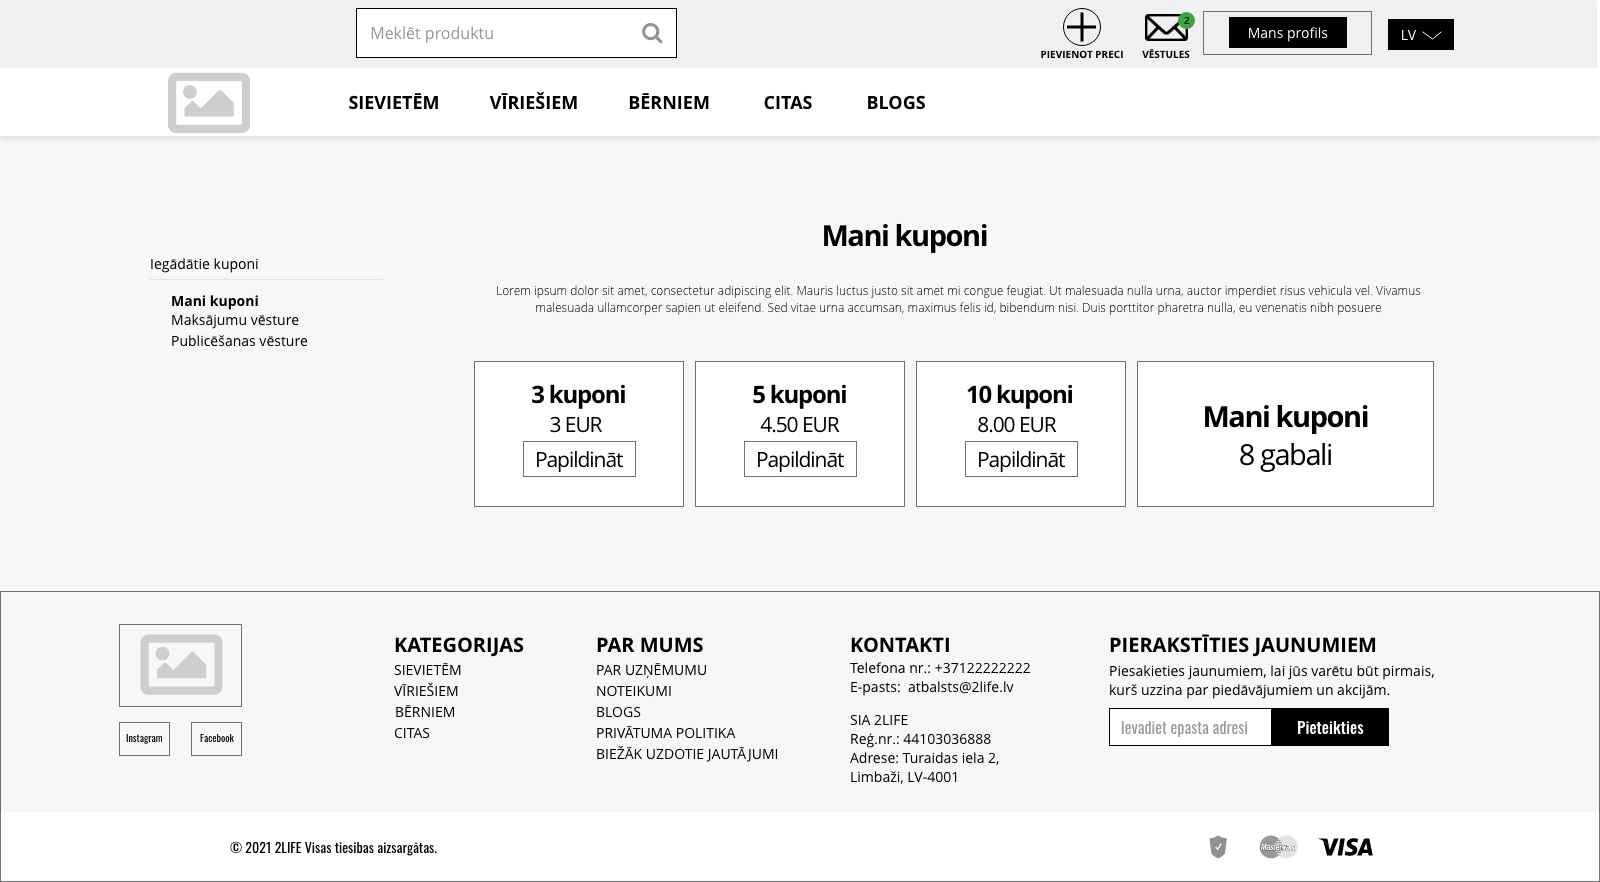 Meklēt produktu
PIEVIENOT PRECI
2
VĒSTULES
Mans profils
LV
SIEVIETĒM
VĪRIEŠIEM
BĒRNIEM
CITAS
BLOGS
Iegādātie kuponi
Mani kuponi
Maksājumu vēsture
Publicēšanas vēsture
Mani kuponi
Lorem ipsum dolor sit amet, consectetur adipiscing elit. Mauris luctus justo sit amet mi congue feugiat. Ut malesuada nulla urna, auctor imperdiet risus vehicula vel. Vivamus
malesuada ullamcorper sapien ut eleifend. Sed vitae urna accumsan, maximus felis id, bibendum nisi. Duis porttitor pharetra nulla, eu venenatis nibh posuere
3 kuponi
3 EUR
Papildināt
5 kuponi
4.50 EUR
Papildināt
10 kuponi
8.00 EUR
Papildināt
Mani kuponi
8 gabali
Instagram
Facebook
KATEGORIJAS
SIEVIETĒM
VĪRIEŠIEM
BĒRNIEM
CITAS
PAR MUMS
PAR UZŅĒMUMU
NOTEIKUMI
BLOGS
PRIVĀTUMA POLITIKA
BIEŽĀK UZDOTIE JAUTĀJUMI
KONTAKTI
Telefona nr.: +37122222222
E-pasts: atbalsts@2life.lv
SIA 2LIFE
Reģ.nr.: 44103036888
Adrese: Turaidas iela 2,
Limbaži, LV-4001
PIERAKSTĪTIES JAUNUMIEM
Piesakieties jaunumiem, lai jūs varētu būt pirmais,
kurš uzzina par piedāvājumiem un akcijām.
Ievadiet epasta adresi
Pieteikties
© 2021 2LIFE Visas tiesibas aizsargātas.
MasterCard
VISA